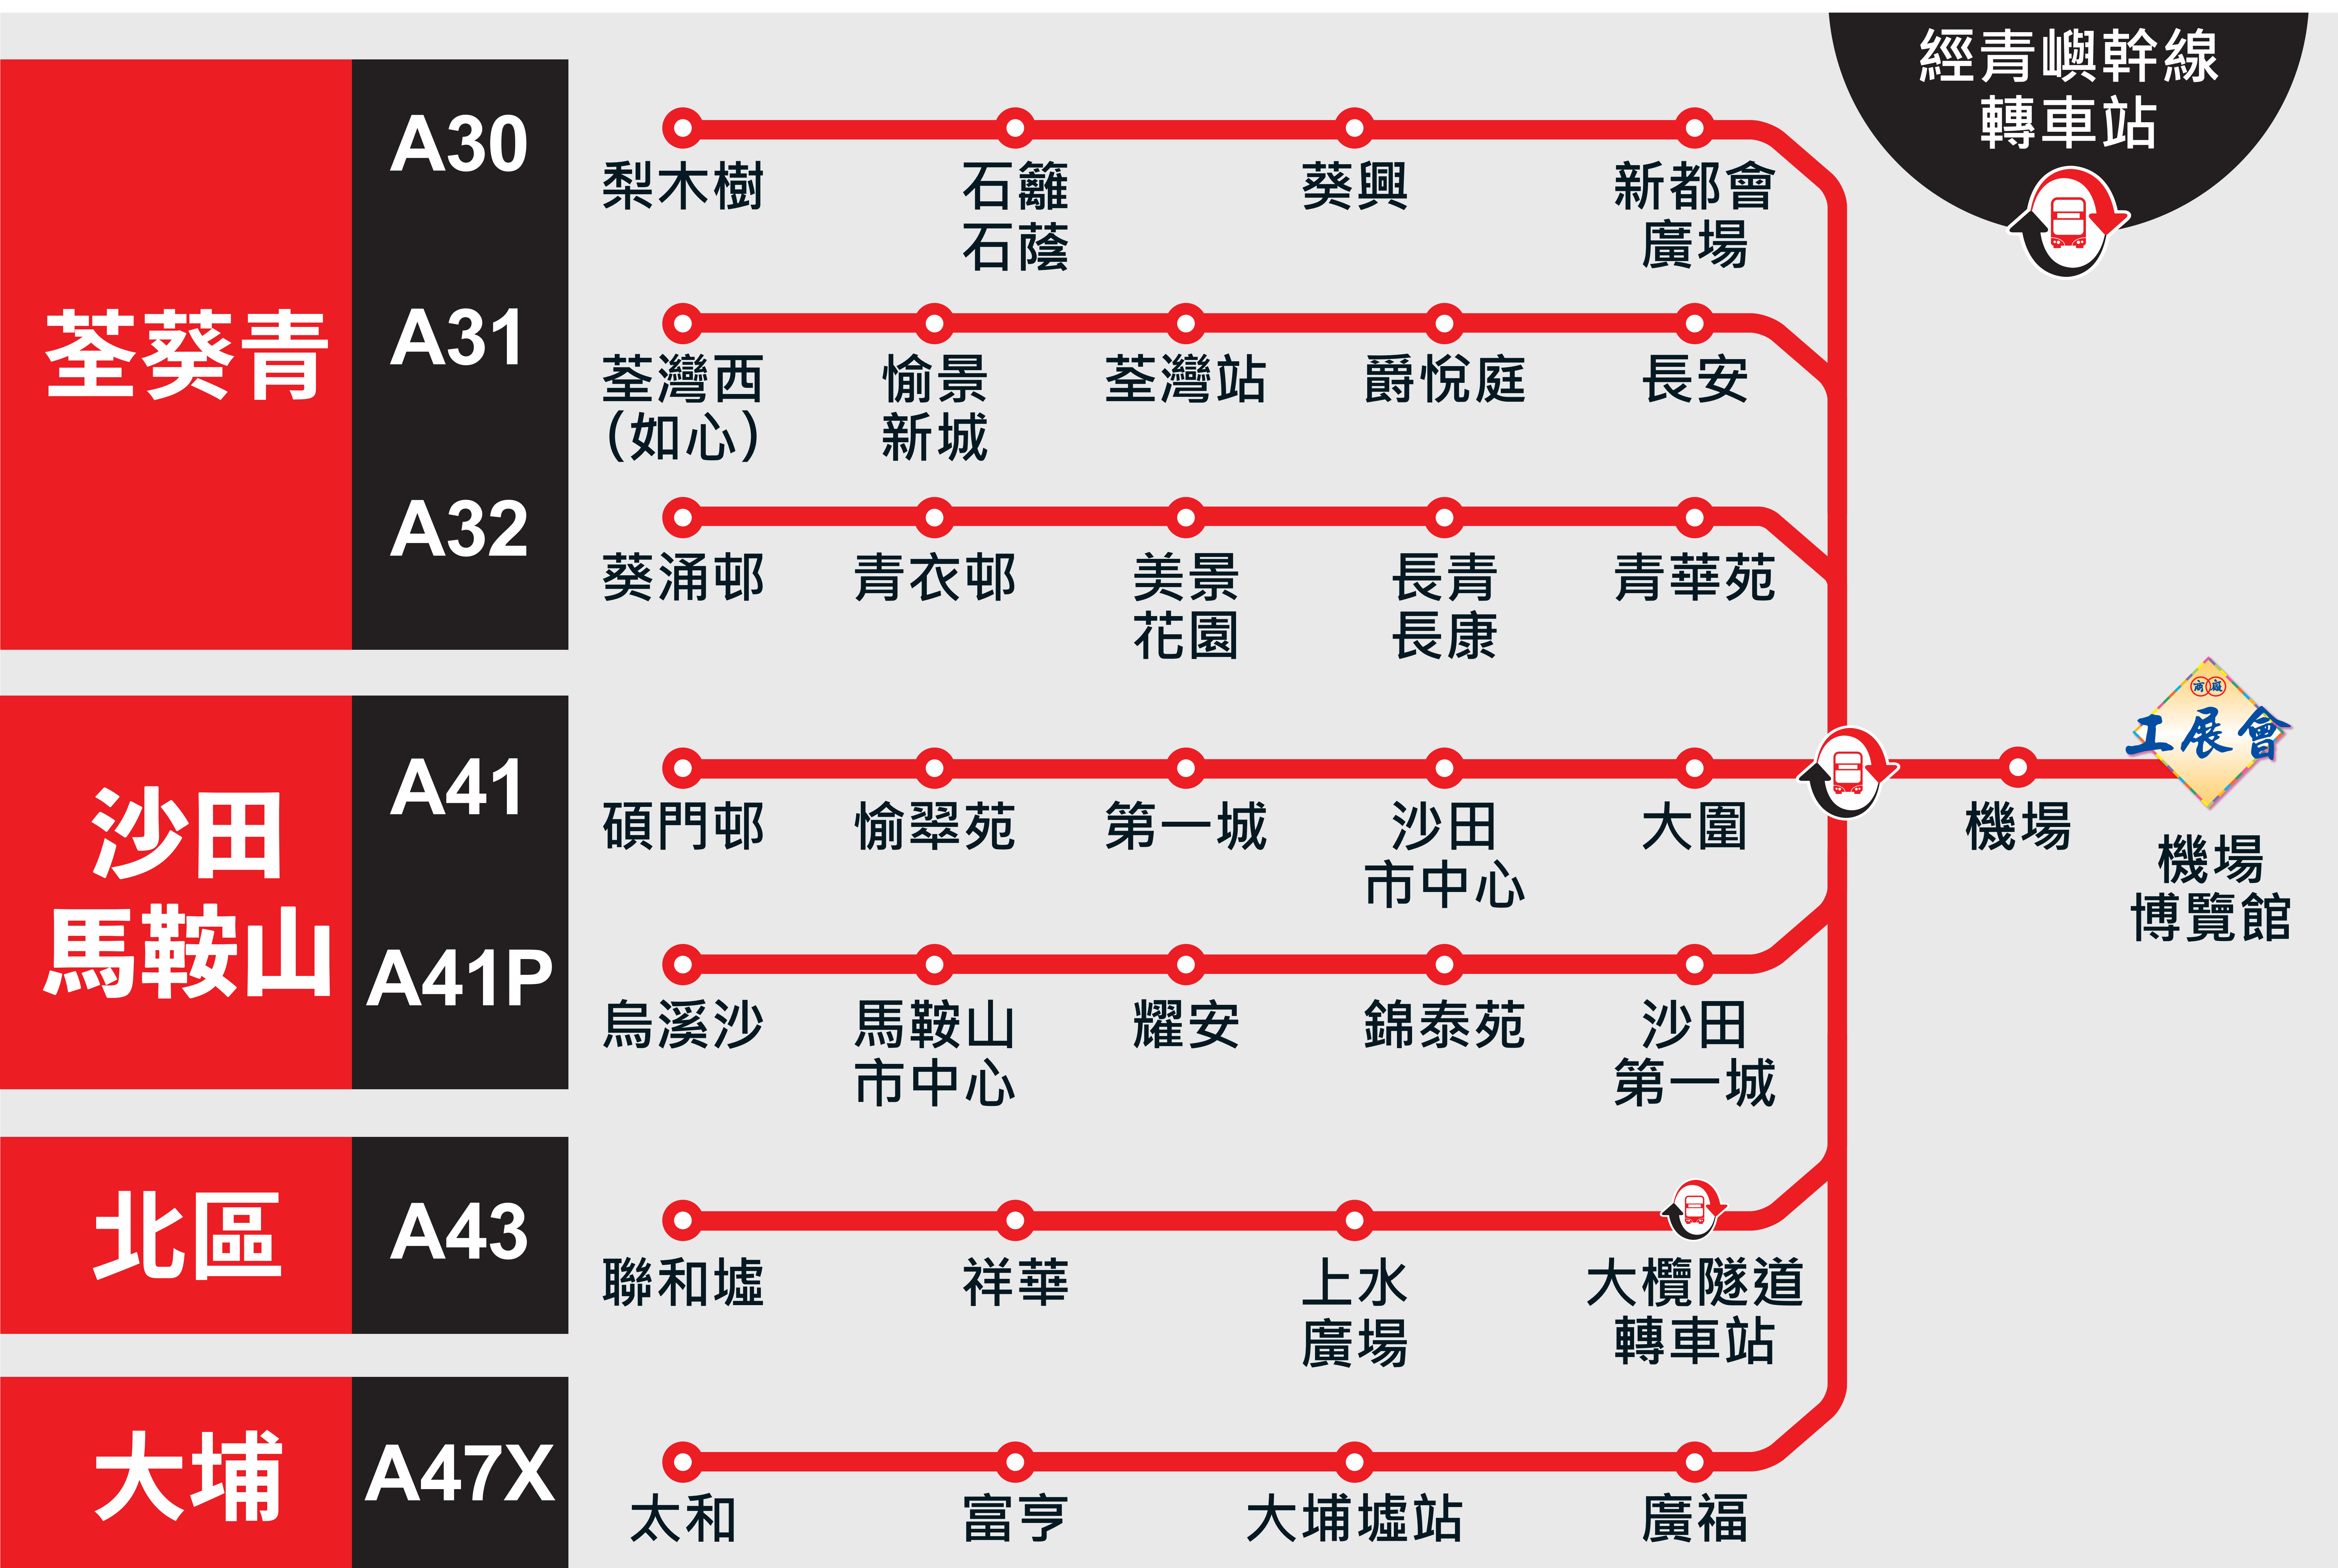 經青嶼幹線
轉車站
荃葵青
A30
梨木樹
石籬
石蔭
葵興
新都會
廣場
A31
荃灣西
(如心)
愉景
新城
荃灣站
爵悅庭
長安
A32
葵涌邨
青衣邨
美景
花園
長青
長康
青華苑
沙田
馬鞍山
A41
碩門邨
愉翠苑
第一城
沙田
市中心
大圍
機場
商廠
工展會
機場
博覽館
A41P
烏溪沙
馬鞍山
市中心
耀安
錦泰苑
沙田
第一城
北區
A43
聯和墟
祥華
上水
廣場
大欖隧道
轉車站
大埔
A47X
太和
富亨
大埔墟站
廣福